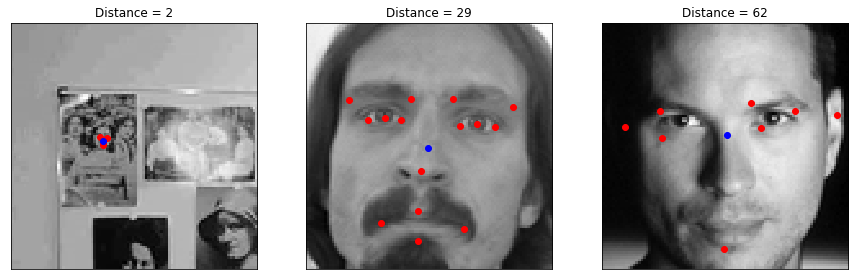 Distance = 2
Distance = 29
Distance = 62